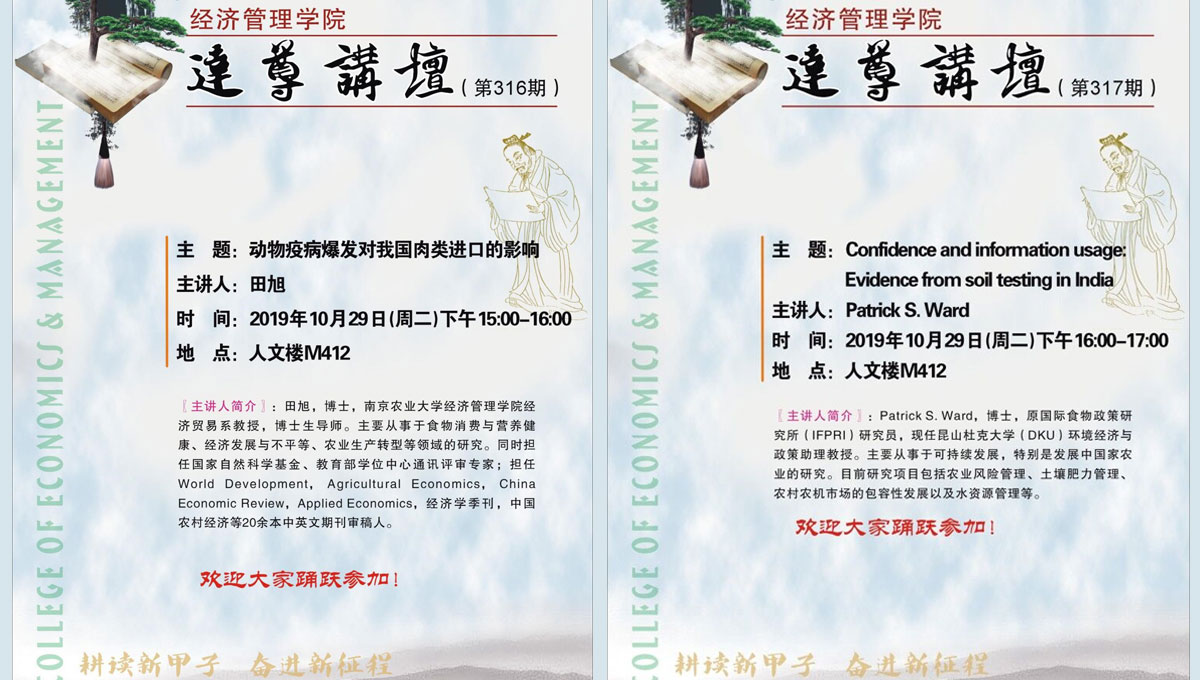 经济管理学院
達尊講壇（第316期）
COLLEGE OF ECONOMICS & MANAGEMENT
主　题：动物疫病爆发对我国肉类进口的影响
主讲人：田旭
时　间：2019年10月29日(周二)下午15:00-16:00
地　点：人文楼M412
〖主讲人简介〗：田旭，博士，南京农业大学经济管理学院经
济贸易系教授，博士生导师。主要从事于食物消费与营养健
康、经济发展与不平等、农业生产转型等领域的研究。同时担
任国家自然科学基金、教育部学位中心通讯评审专家；担任
World Development，Agricultural Economics，China
Economic Review，Applied Economics，经济学季刊，中国
农村经济等20余本中英文期刊审稿人。
欢迎大家踊跃参加！
耕读新甲子　奋进新征程
经济管理学院
達尊講壇（第317期）
COLLEGE OF ECONOMICS & MANAGEMENT
主　题：Confidence and information usage:
Evidence from soil testing in India
主讲人：Patrick S. Ward
时　间：2019年10月29日(周二)下午16:00-17:00
地　点：人文楼M412
〖主讲人简介〗：Patrick S. Ward，博士，原国际食物政策研
究所（IFPRI）研究员，现任昆山杜克大学（DKU）环境经济与
政策助理教授。主要从事于可持续发展，特别是发展中国家农
业的研究。目前研究项目包括农业风险管理、土壤肥力管理、
农村农机市场的包容性发展以及水资源管理等。
欢迎大家踊跃参加！
耕读新甲子　奋进新征程